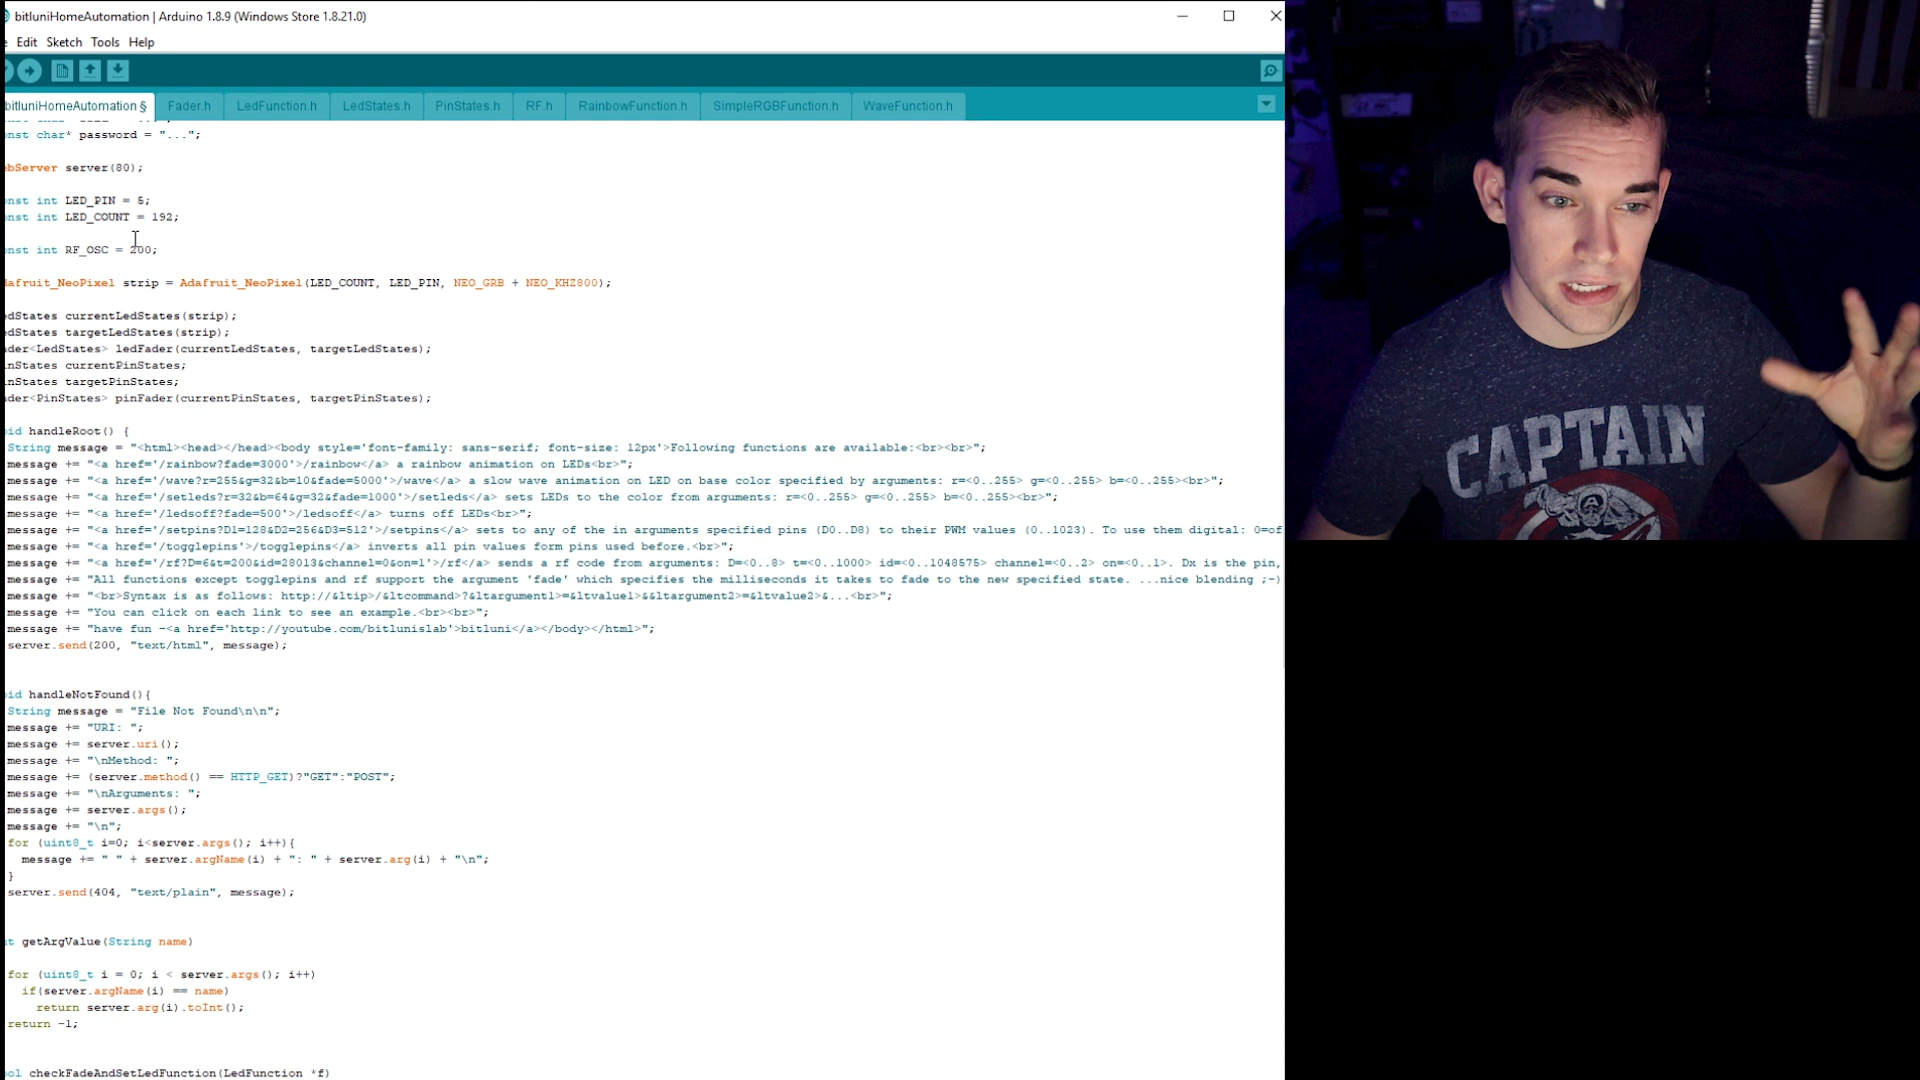 bitluniHomeAutomation | Arduino 1.8.9 (Windows Store 1.8.21.0)
Edit Sketch Tools Help
bitluniHomeAutomation § Fader.h LedFunction.h LedStates.h PinStates.h RF.h RainbowFunction.h SimpleRGBFunction.h WaveFunction.h
nst char* password = "...";
bServer server(80);
nst int LED_PIN = 5;
nst int LED_COUNT = 192;
nst int RF_OSC = 200;
afruit_NeoPixel strip = Adafruit_NeoPixel(LED_COUNT, LED_PIN, NEO_GRB + NEO_KHZ800);
dStates currentLedStates(strip);
dStates targetLedStates(strip);
der<LedStates> ledFader(currentLedStates, targetLedStates);
nStates currentPinStates;
nStates targetPinStates;
der<PinStates> pinFader(currentPinStates, targetPinStates);
id handleRoot() {
String message = "<html><head></head><body style='font-family: sans-serif; font-size: 12px'>Following functions are available:<br><br>";
message += "<a href='/rainbow?fade=3000'>/rainbow</a> a rainbow animation on LEDs<br>";
message += "<a href='/wave?r=255&g=32&b=10&fade=5000'>/wave</a> a slow wave animation on LED on base color specified by arguments: r=<0..255> g=<0..255> b=<0..255><br>";
message += "<a href='/setleds?r=32&b=64&g=32&fade=1000'>/setleds</a> sets LEDs to the color from arguments: r=<0..255> g=<0..255> b=<0..255><br>";
message += "<a href='/ledsoff?fade=500'>/ledsoff</a> turns off LEDs<br>";
message += "<a href='/setpins?D1=128&D2=256&D3=512'>/setpins</a> sets to any of the in arguments specified pins (D0..D8) to their PWM values (0..1023). To use them digital: 0=of
message += "<a href='/togglepins'>/togglepins</a> inverts all pin values form pins used before.<br>";
message += "<a href='/rf?D=6&t=200&id=28013&channel=0&on=1'>/rf</a> sends a rf code from arguments: D=<0..8> t=<0..1000> id=<0..1048575> channel=<0..2> on=<0..1>. Dx is the pin,
message += "All functions except togglepins and rf support the argument 'fade' which specifies the milliseconds it takes to fade to the new specified state. ...nice blending ;-)
message += "<br>Syntax is as follows: http://&ltip>/&ltcommand>?&ltargument1>=&ltvalue1>&&ltargument2>=&ltvalue2>&...<br>";
message += "You can click on each link to see an example.<br><br>";
message += "have fun -<a href='http://youtube.com/bitlunislab'>bitluni</a></body></html>";
server.send(200, "text/html", message);
id handleNotFound(){
String message = "File Not Found\n\n";
message += "URI: ";
message += server.uri();
message += "\nMethod: ";
message += (server.method() == HTTP_GET)?"GET":"POST";
message += "\nArguments: ";
message += server.args();
message += "\n";
for (uint8_t i=0; i<server.args(); i++){
message += " " + server.argName(i) + ": " + server.arg(i) + "\n";
}
server.send(404, "text/plain", message);
t getArgValue(String name)
for (uint8_t i = 0; i < server.args(); i++)
if(server.argName(i) == name)
return server.arg(i).toInt();
return -1;
ol checkFadeAndSetLedFunction(LedFunction *f)
CAPTAIN